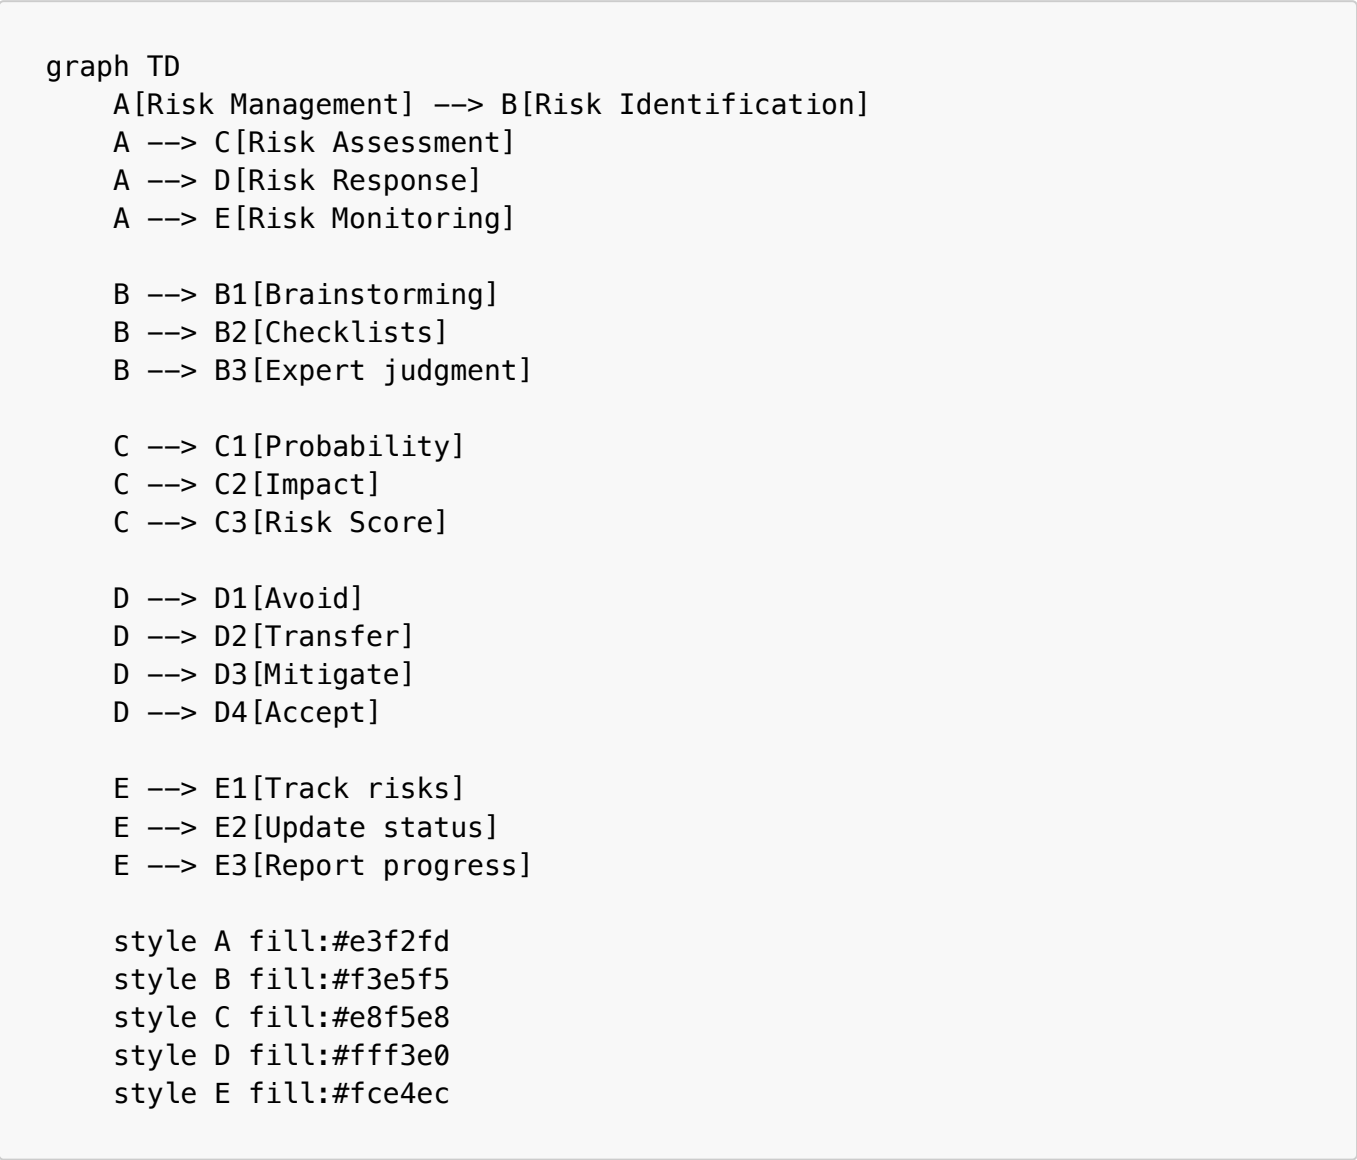 graph TD
    A[Risk Management] --> B[Risk Identification]
    A --> C[Risk Assessment]
    A --> D[Risk Response]
    A --> E[Risk Monitoring]

    B --> B1[Brainstorming]
    B --> B2[Checklists]
    B --> B3[Expert judgment]

    C --> C1[Probability]
    C --> C2[Impact]
    C --> C3[Risk Score]

    D --> D1[Avoid]
    D --> D2[Transfer]
    D --> D3[Mitigate]
    D --> D4[Accept]

    E --> E1[Track risks]
    E --> E2[Update status]
    E --> E3[Report progress]

    style A fill:#e3f2fd
    style B fill:#f3e5f5
    style C fill:#e8f5e8
    style D fill:#fff3e0
    style E fill:#fce4ec